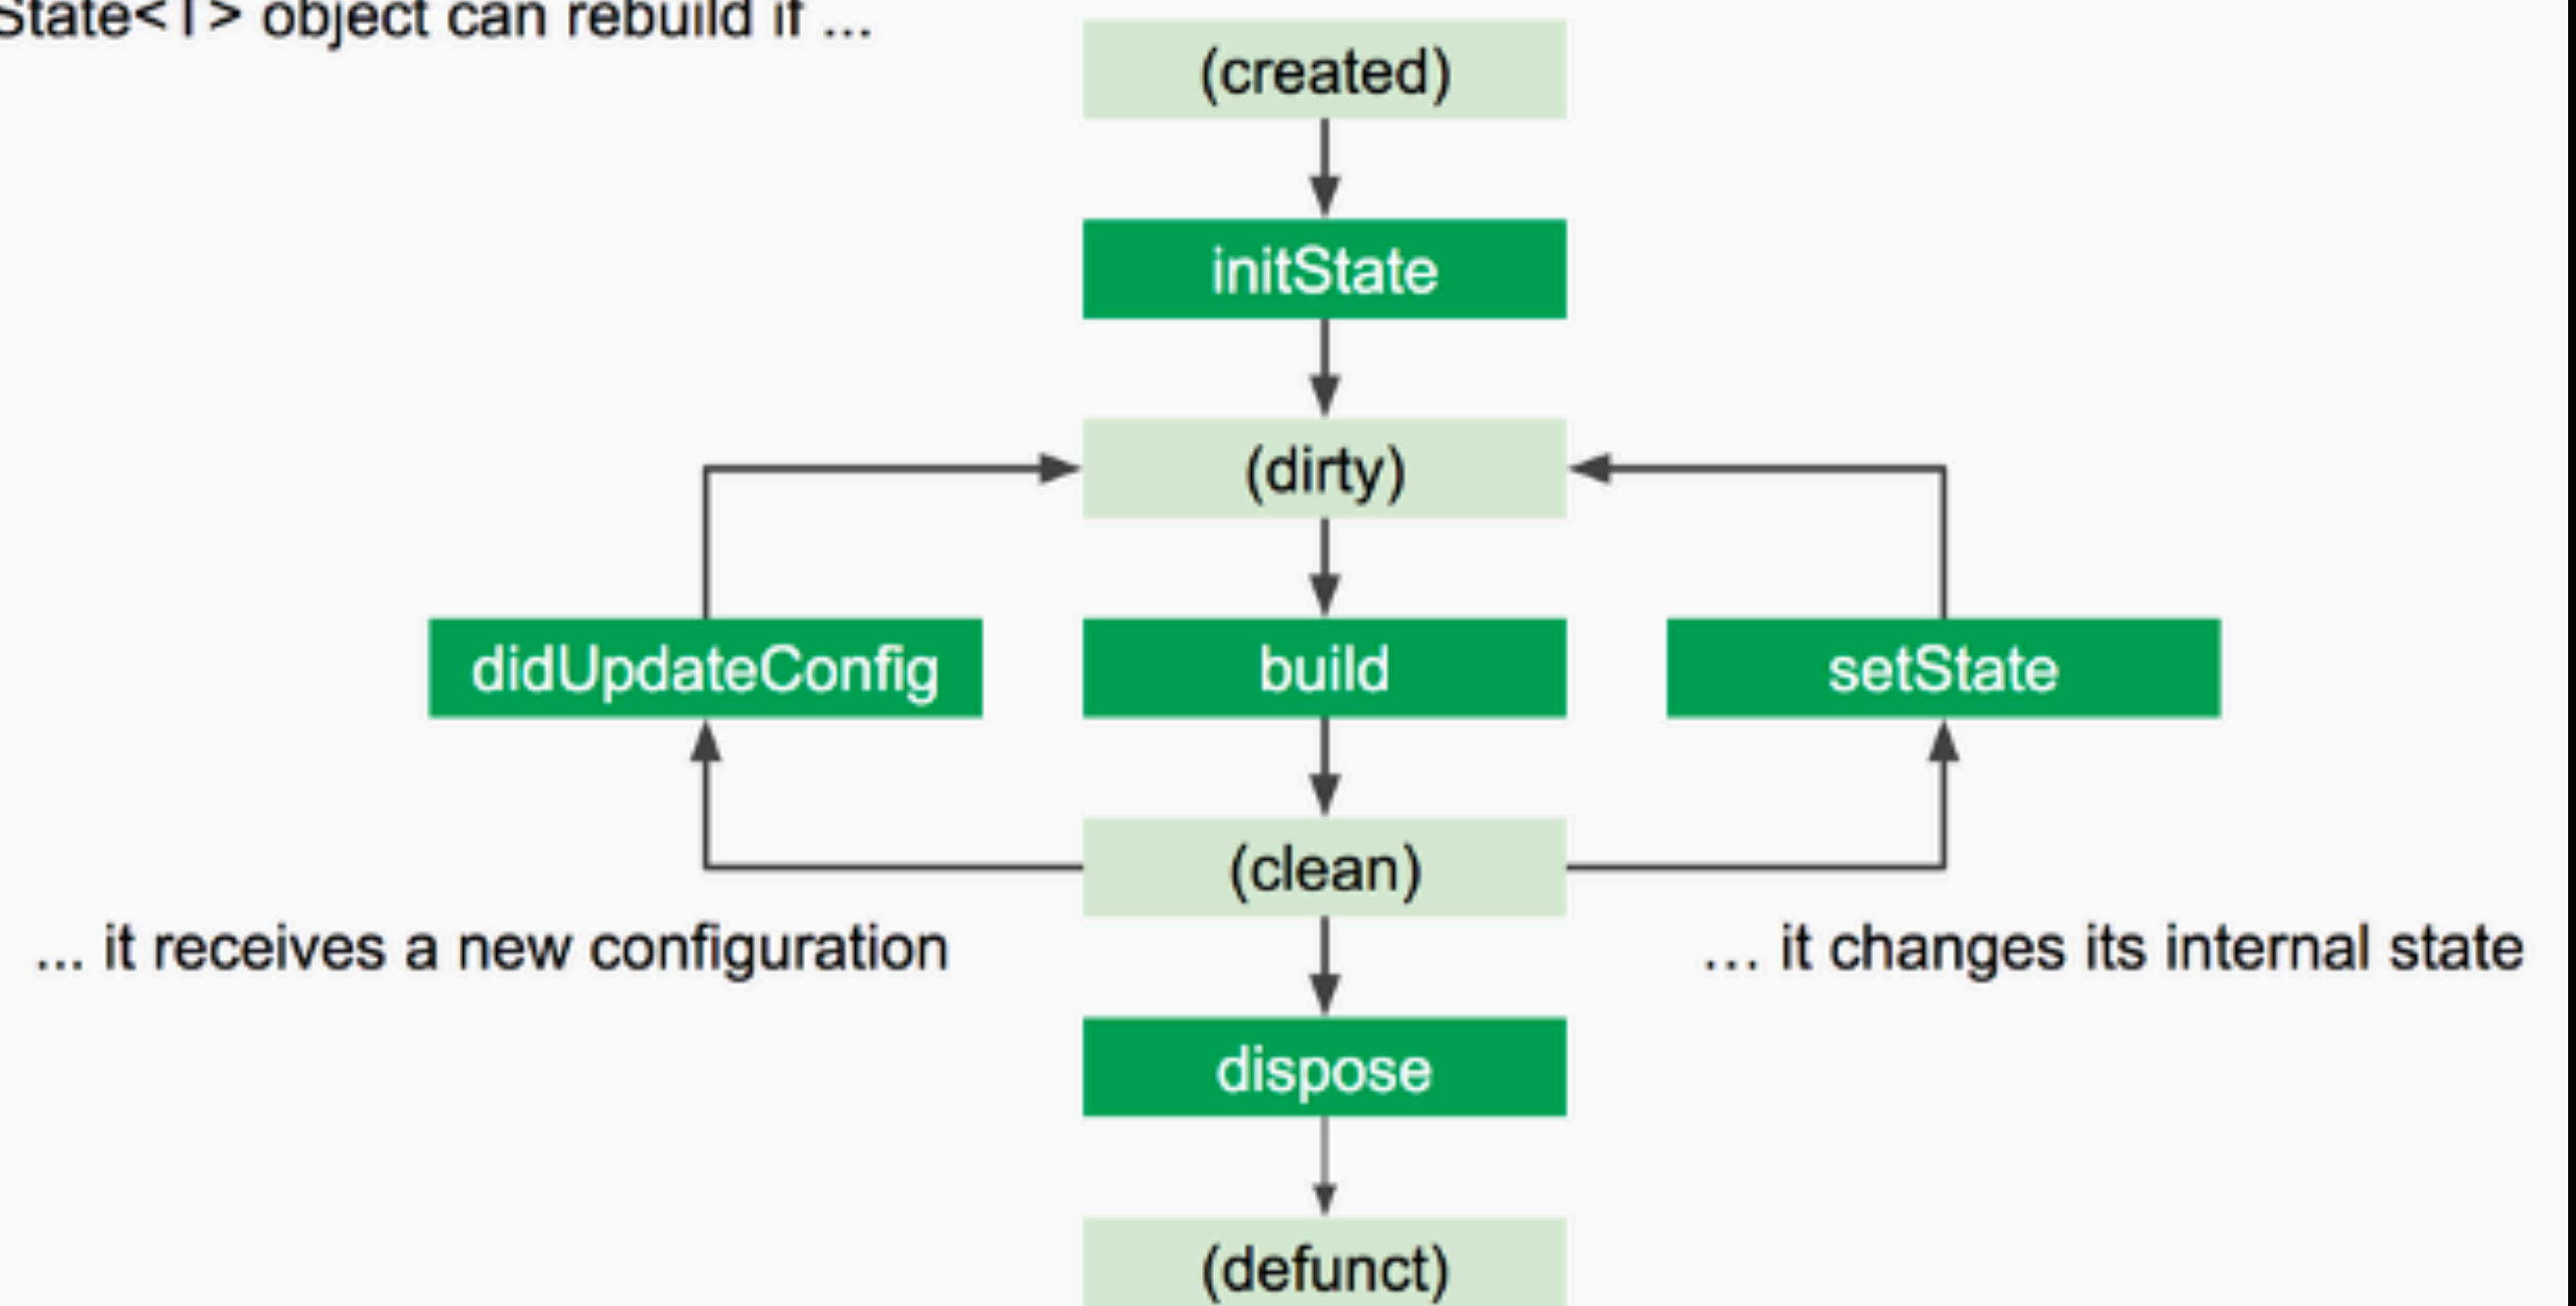 State<T> object can rebuild if ...
(created)
initState
(dirty)
didUpdateConfig
build
setState
(clean)
... it receives a new configuration
... it changes its internal state
dispose
(defunct)